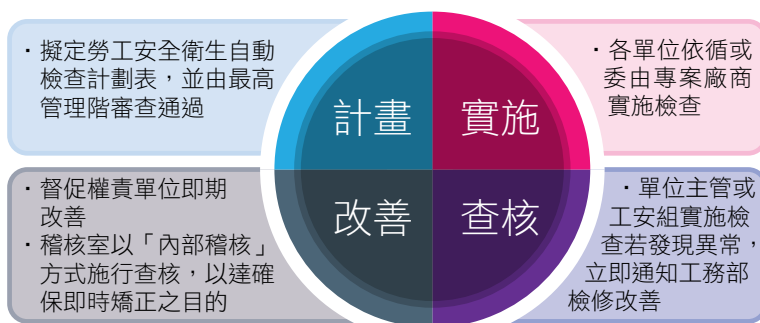 ・擬定勞工安全衛生自動
檢查計劃表，並由最高
管理階審查通過
計畫
實施
・各單位依循或
委由專案廠商
實施檢查
・督促權責單位即期
改善
・稽核室以「內部稽核」
方式施行查核，以達確
保即時矯正之目的
改善
查核
・單位主管或
工安組實施檢
查若發現異常，
立即通知工務部
檢修改善